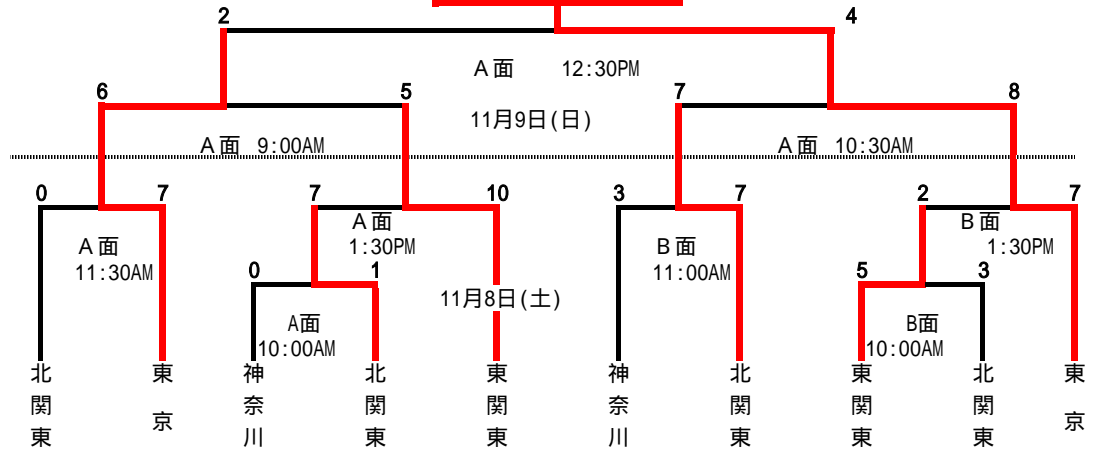 2 4
A面 12:30PM
6 5 7 8
11月9日(日)
A面 9:00AM A面 10:30AM
0 7 7 10 3 7 2 7
A面 11:30AM
A面 1:30PM
B面 11:00AM
B面 1:30PM
0 1 5 3
11月8日(土)
A面 10:00AM
B面 10:00AM
北関東 東京 神奈川 北関東 東関東 神奈川 北関東 東関東 北関東 東京